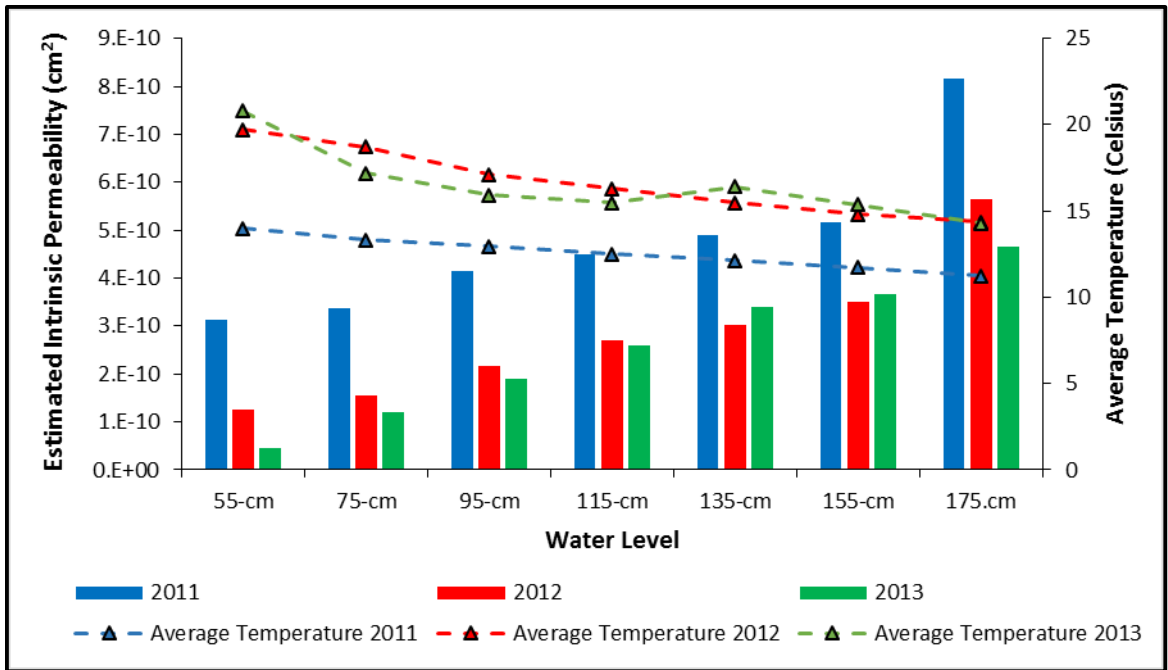 Estimated Intrinsic Permeability (cm²)
9.E-10
8.E-10
7.E-10
6.E-10
5.E-10
4.E-10
3.E-10
2.E-10
1.E-10
0.E+00
25
20
15
10
5
0
Average Temperature (Celsius)
55-cm 75-cm 95-cm 115-cm 135-cm 155-cm 175.cm
Water Level
2011 2012 2013
Average Temperature 2011 Average Temperature 2012 Average Temperature 2013